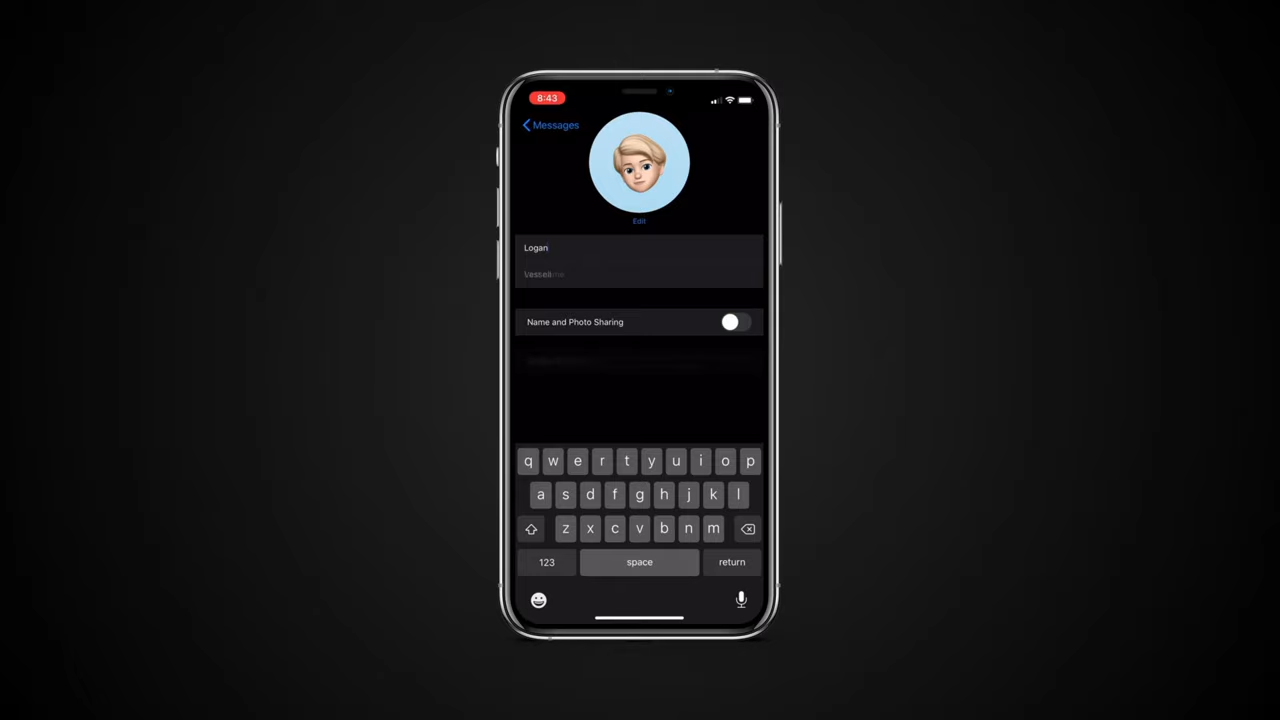 8:43
Messages
Edit
Logan
Name and Photo Sharing
q w e r t y u i o p
a s d f g h j k l
z x c v b n m
123 space return